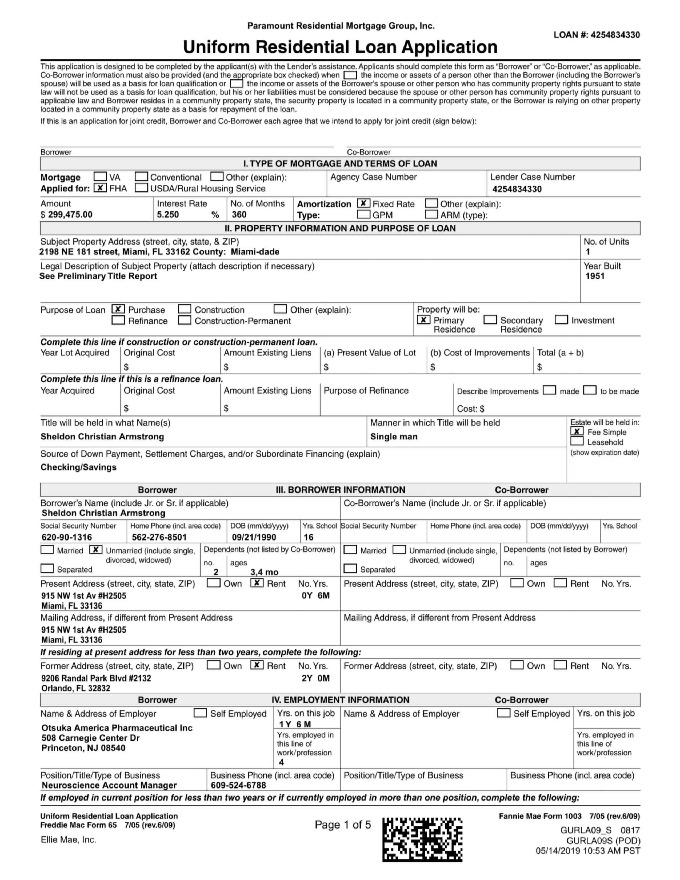 Paramount Residential Mortgage Group, Inc.
LOAN #: 4254834330
Uniform Residential Loan Application
This application is designed to be completed by the applicant(s) with the Lender's assistance. Applicants should complete this form as "Borrower" or "Co-Borrower," as applicable.
Co-Borrower information must also be provided (and the appropriate box checked) when the income or assets of a person other than the Borrower (including the Borrower's
spouse) will be used as a basis for loan qualification or the income or assets of the Borrower's spouse or other person who has community property rights pursuant to state
law will not be used as a basis for loan qualification, but his or her liabilities must be considered because the spouse or other person has community property rights pursuant to
applicable law and Borrower resides in a community property state, the security property is located in a community property state, or the Borrower is relying on other property
located in a community property state as basis for repayment of the loan.
If this is an application for joint credit, Borrower and Co-Borrower each agree that we intend to apply for joint credit (sign below):
Borrower Co-Borrower
I. TYPE OF MORTGAGE AND TERMS OF LOAN
Mortgage VA Conventional Other (explain): Agency Case Number Lender Case Number
Applied for: X FHA USDA/Rural Housing Service 4254834330
Amount Interest Rate No. of Months Amortization X Fixed Rate Other (explain):
$ 299,475.00 5.250 % 360 Type: GPM ARM (type):
II. PROPERTY INFORMATION AND PURPOSE OF LOAN
Subject Property Address (street, city, state, & ZIP) No. of Units
2198 NE 181 street, Miami, FL 33162 County: Miami-dade 1
Legal Description of Subject Property (attach description if necessary) Year Built
See Preliminary Title Report 1951
Purpose of Loan X Purchase Construction Other (explain): Property will be:
Refinance Construction-Permanent X Primary Residence Secondary Residence Investment
Complete this line if construction or construction-permanent loan.
Year Lot Acquired Original Cost Amount Existing Liens (a) Present Value of Lot (b) Cost of Improvements Total (a + b)
$ $ $ $ $
Complete this line if this is a refinance loan.
Year Acquired Original Cost Amount Existing Liens Purpose of Refinance Describe Improvements made to be made
$ $ Cost: $
Title will be held in what Name(s) Manner in which Title will be held Estate will be held in:
Sheldon Christian Armstrong Single man X Fee Simple
Leasehold
Source of Down Payment, Settlement Charges, and/or Subordinate Financing (explain) (show expiration date)
Checking/Savings
Borrower III. BORROWER INFORMATION Co-Borrower
Borrower's Name (include Jr. or Sr. if applicable) Co-Borrower's Name (include Jr. or Sr. if applicable)
Sheldon Christian Armstrong
Social Security Number Home Phone (incl. area code) DOB (mm/dd/yyyy) Yrs. School Social Security Number Home Phone (incl. area code) DOB (mm/dd/yyyy) Yrs. School
620-90-1316 562-276-8501 09/21/1990 16
Married X Unmarried (include single, divorced, widowed) Dependents (not listed by Co-Borrower) Married Unmarried (include single, divorced, widowed) Dependents (not listed by Borrower)
Separated no. 2 ages 3,4 mo Separated no. ages
Present Address (street, city, state, ZIP) Own X Rent No. Yrs. Present Address (street, city, state, ZIP) Own Rent No. Yrs.
915 NW 1st Av #H2505 0Y 6M
Miami, FL 33136
Mailing Address, if different from Present Address Mailing Address, if different from Present Address
915 NW 1st Av #H2505
Miami, FL 33136
If residing at present address for less than two years, complete the following:
Former Address (street, city, state, ZIP) Own X Rent No. Yrs. Former Address (street, city, state, ZIP) Own Rent No. Yrs.
9206 Randal Park Blvd #2132 2Y 0M
Orlando, FL 32832
Borrower IV. EMPLOYMENT INFORMATION Co-Borrower
Name & Address of Employer Self Employed Yrs. on this job Name & Address of Employer Self Employed Yrs. on this job
1Y 6M
Otsuka America Pharmaceutical Inc
508 Carnegie Center Dr
Princeton, NJ 08540
Yrs. employed in this line of work/profession Yrs. employed in this line of work/profession
4
Position/Title/Type of Business Business Phone (incl. area code) Position/Title/Type of Business Business Phone (incl. area code)
Neuroscience Account Manager 609-524-6788
If employed in current position for less than two years or if currently employed in more than one position, complete the following:
Uniform Residential Loan Application Fannie Mae Form 1003 7/05 (rev.6/09)
Freddie Mac Form 65 7/05 (rev.6/09) Page 1 of 5 GURLA09_S 0817
Ellie Mae, Inc. GURLA09S (POD)
05/14/2019 10:53 AM PST